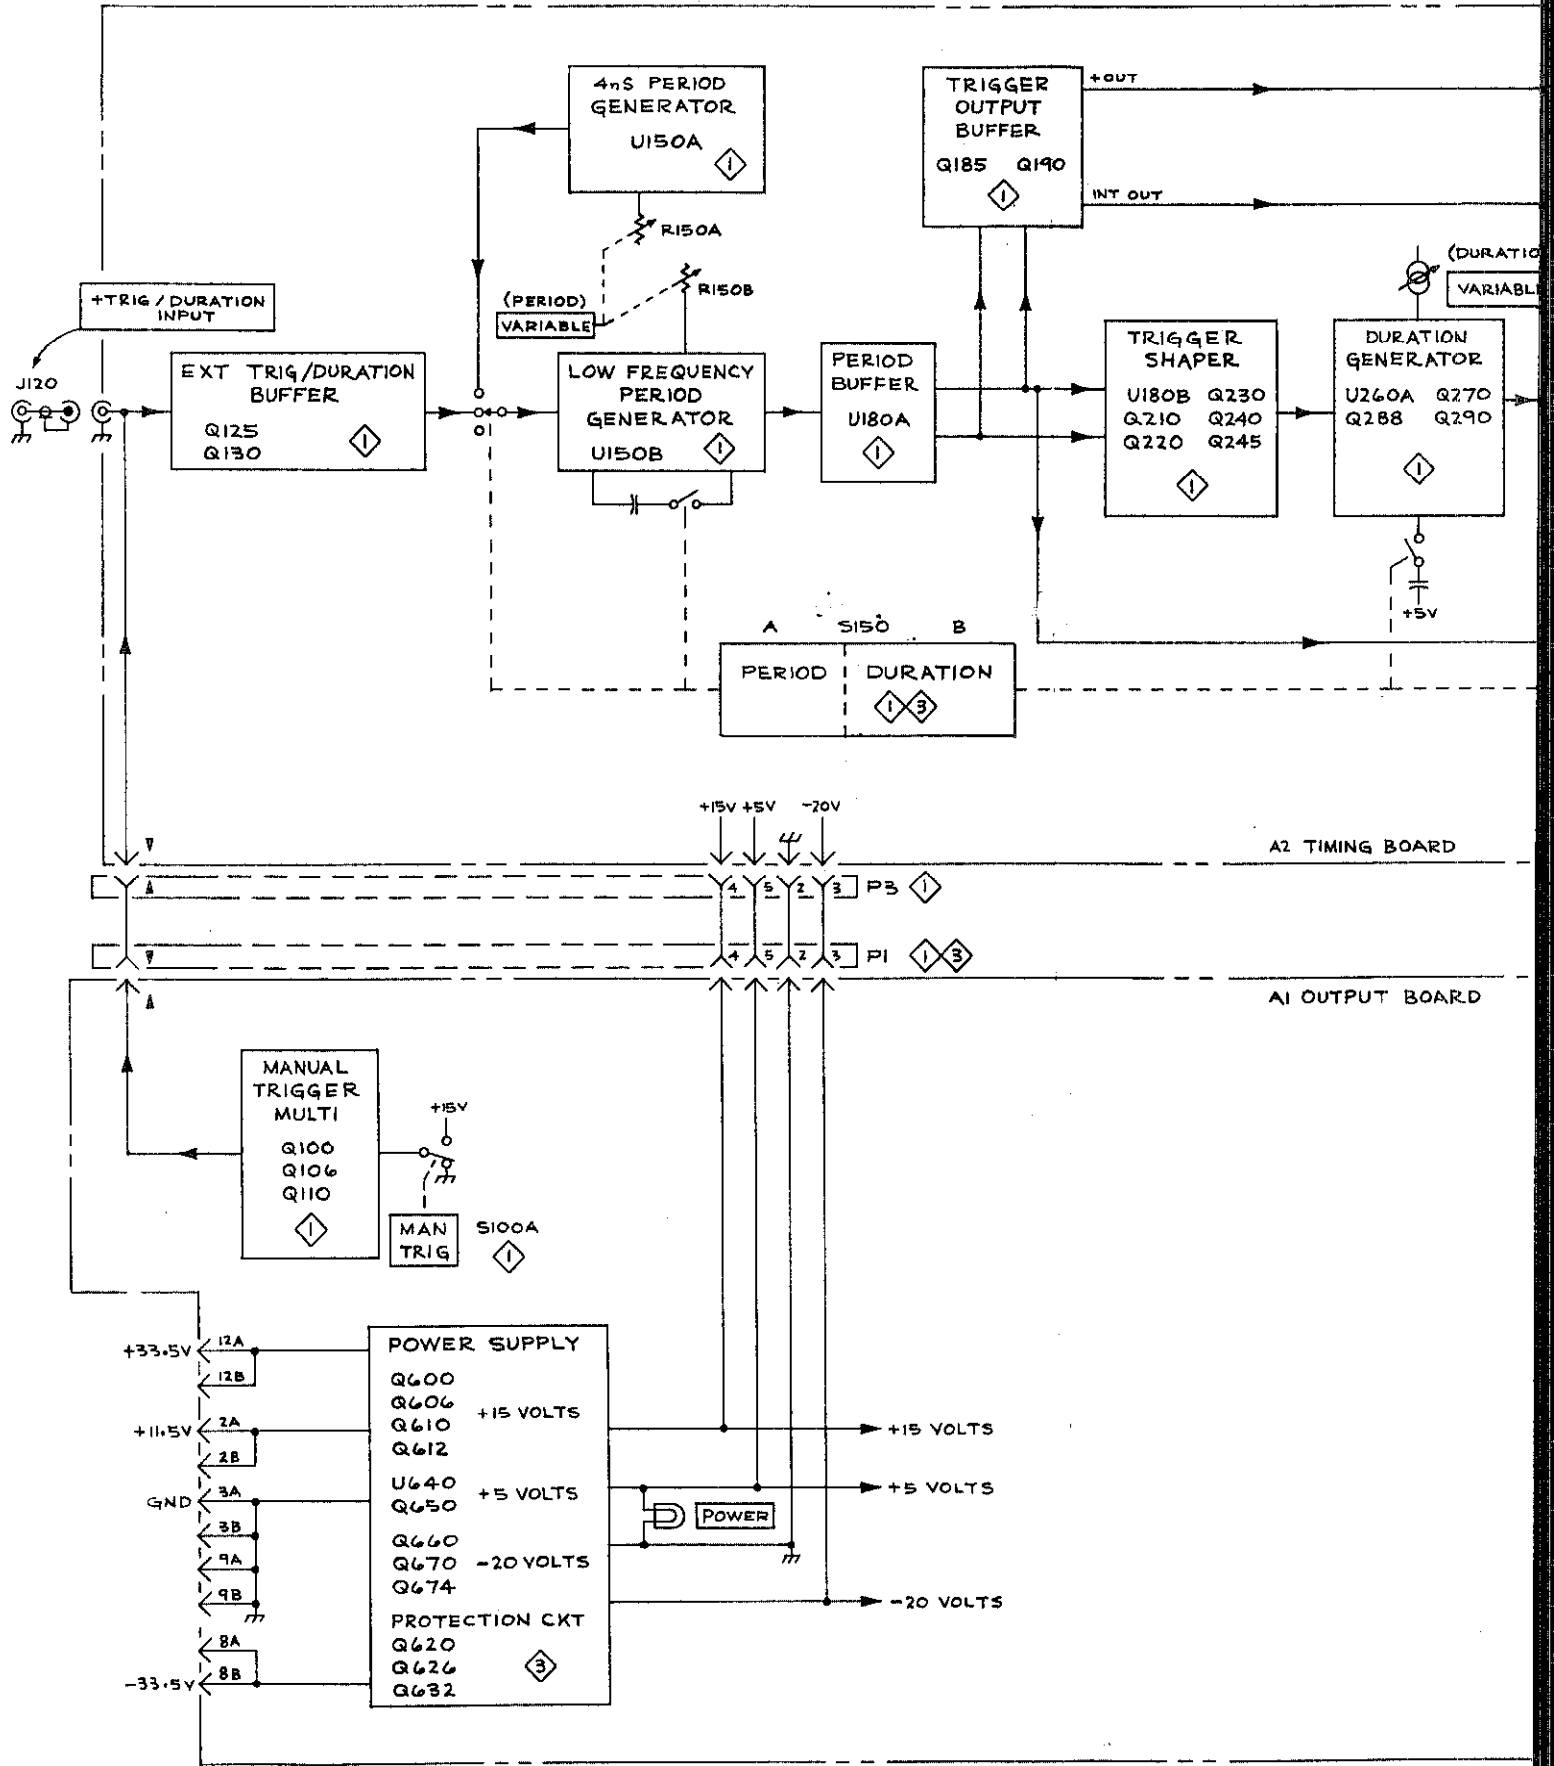 4nS PERIOD
GENERATOR
U150A
1
R150A
R150B
(PERIOD)
VARIABLE
TRIGGER
OUTPUT
BUFFER
Q185 Q190
1
+OUT
INT OUT
+TRIG/DURATION
INPUT
J120
EXT TRIG/DURATION
BUFFER
Q125
Q130
1
LOW FREQUENCY
PERIOD
GENERATOR
U150B
1
PERIOD
BUFFER
U180A
1
TRIGGER
SHAPER
U180B Q230
Q210 Q240
Q220 Q245
1
(DURATIO
VARIABL
DURATION
GENERATOR
U260A Q270
Q288 Q290
1
+5V
A S150 B
PERIOD DURATION
1 3
+15V +5V -20V
A2 TIMING BOARD
4 5 2 3 P3 1
4 5 2 3 P1 1 3
A1 OUTPUT BOARD
MANUAL
TRIGGER
MULTI
Q100
Q106
Q110
1
+15V
MAN
TRIG
S100A
1
+33.5V 12A
12B
+11.5V 2A
2B
GND 3A
3B
9A
9B
8A
-33.5V 8B
POWER SUPPLY
Q600
Q606
Q610
Q612
+15 VOLTS
U640
Q650
+5 VOLTS
Q660
Q670
Q674
-20 VOLTS
PROTECTION CKT
Q620
Q626
Q632
3
+15 VOLTS
+5 VOLTS
POWER
-20 VOLTS